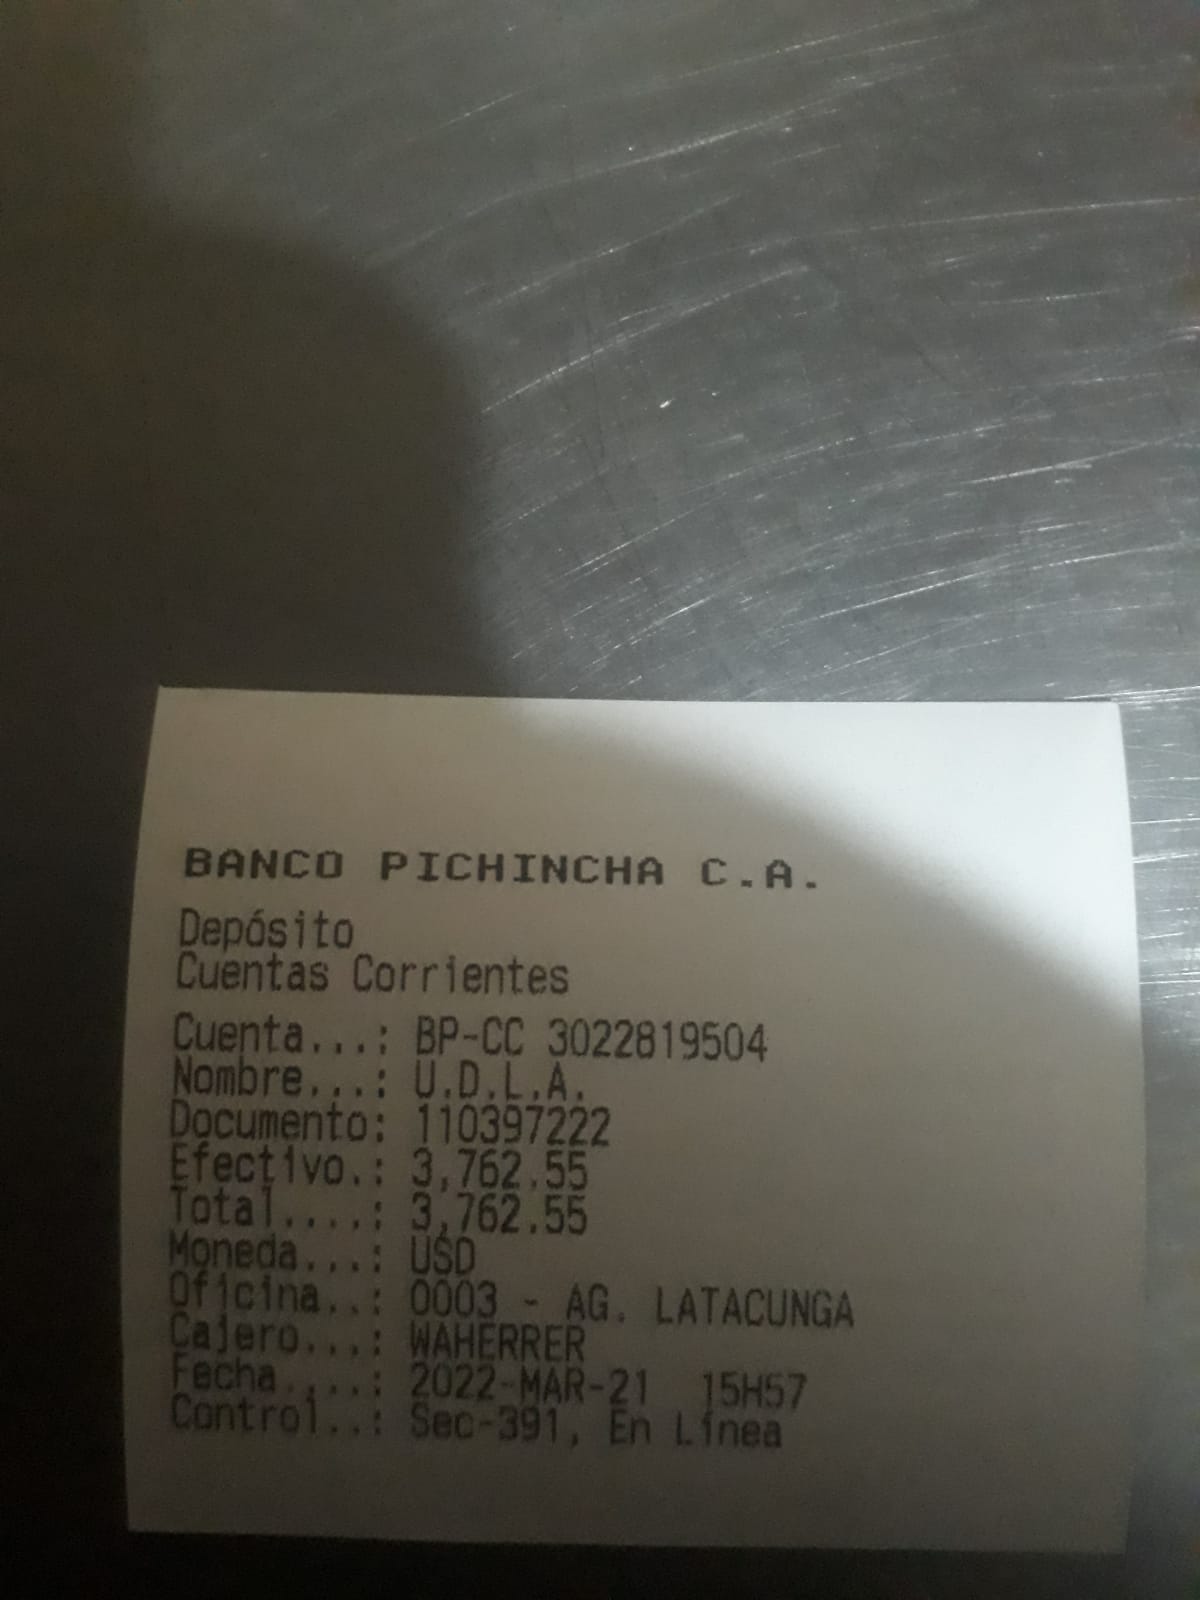 BANCO PICHINCHA C.A.
Depósito
Cuentas Corrientes
Cuenta...: BP-CC 3022819504
Nombre...: U.D.L.A.
Documento: 110397222
Efectivo.: 3,762.55
Total....: 3,762.55
Moneda...: USD
Oficina..: 0003 - AG. LATACUNGA
Cajero...: WAHERRER
Fecha....: 2022-MAR-21 15H57
Control..: Sec-391, En Línea